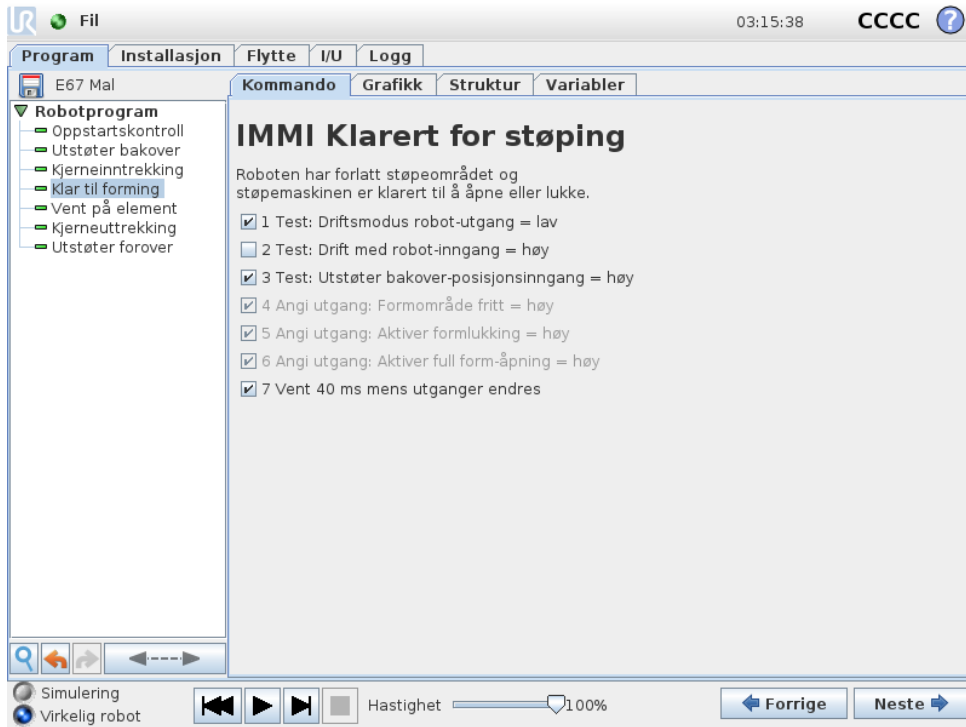 UR Fil 03:15:38 CCCC ?
Program Installasjon Flytte I/U Logg
E67 Mal Kommando Grafikk Struktur Variabler
Robotprogram
Oppstartskontroll
Utstøter bakover
Kjerneinntrekking
Klar til forming
Vent på element
Kjerneuttrekking
Utstøter forover
IMMI Klarert for støping
Roboten har forlatt støpeområdet og
støpemaskinen er klarert til å åpne eller lukke.
1 Test: Driftsmodus robot-utgang = lav
2 Test: Drift med robot-inngang = høy
3 Test: Utstøter bakover-posisjonsinngang = høy
4 Angi utgang: Formområde fritt = høy
5 Angi utgang: Aktiver formlukking = høy
6 Angi utgang: Aktiver full form-åpning = høy
7 Vent 40 ms mens utganger endres
Simulering
Virkelig robot
Hastighet 100%
Forrige Neste